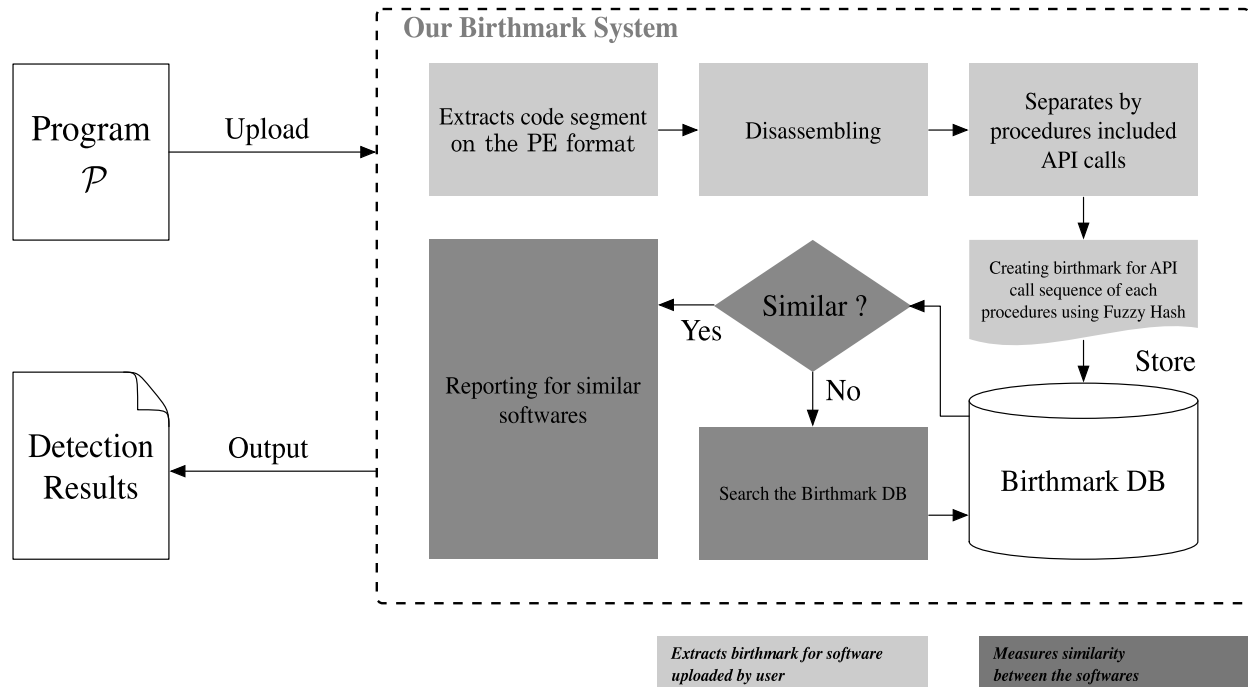 Our Birthmark System
Program
𝒫
Upload
Extracts code segment
on the PE format
Disassembling
Separates by
procedures included
API calls
Creating birthmark for API
call sequence of each
procedures using Fuzzy Hash
Store
Similar ?
Yes
No
Reporting for similar
softwares
Search the Birthmark DB
Birthmark DB
Detection
Results
Output
Extracts birthmark for software
uploaded by user
Measures similarity
between the softwares